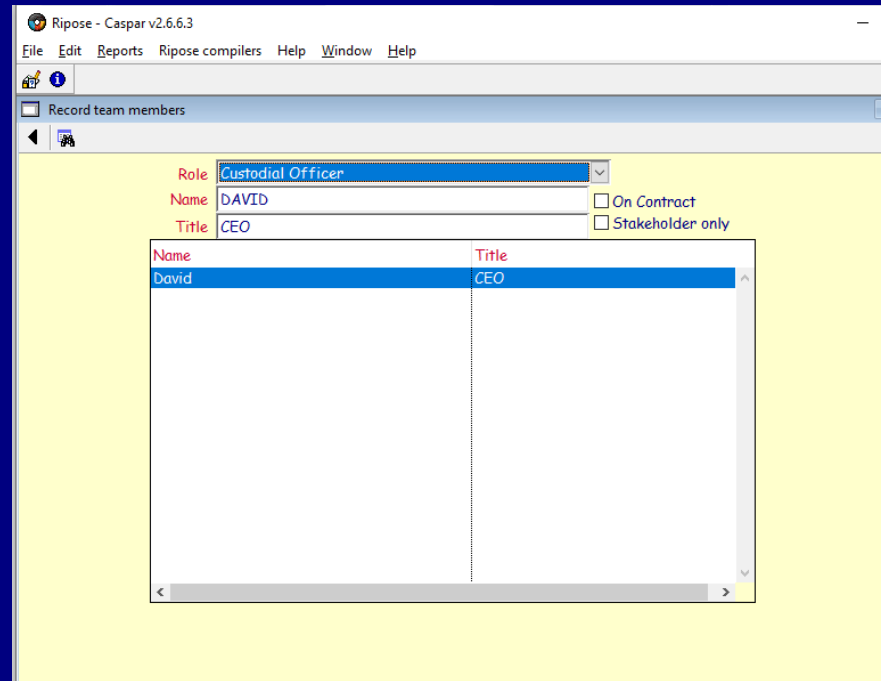 Ripose - Caspar v2.6.6.3
File Edit Reports Ripose compilers Help Window Help
Record team members
Role Custodial Officer
Name DAVID On Contract
Title CEO Stakeholder only
Name Title
David CEO